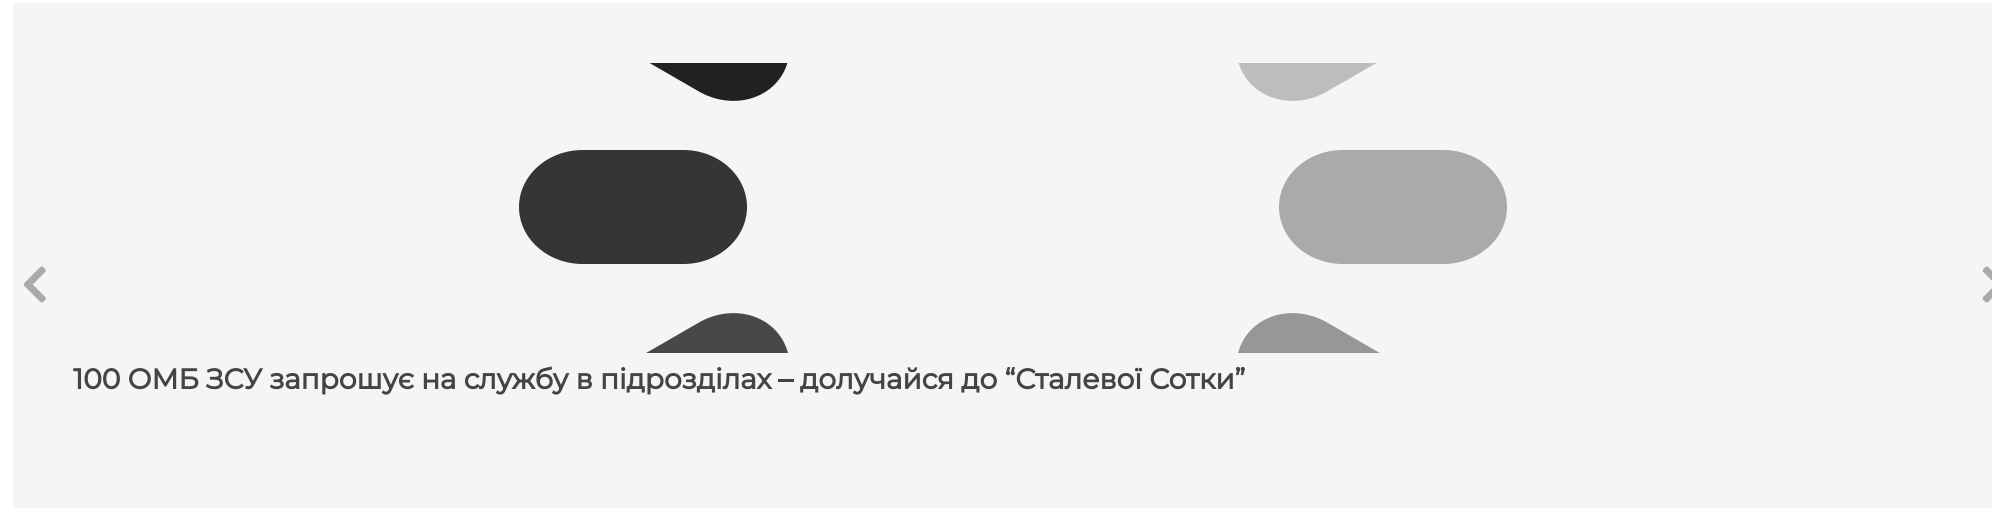 100 ОМБ ЗСУ запрошує на службу в підрозділах – долучайся до “Сталевої Сотки”